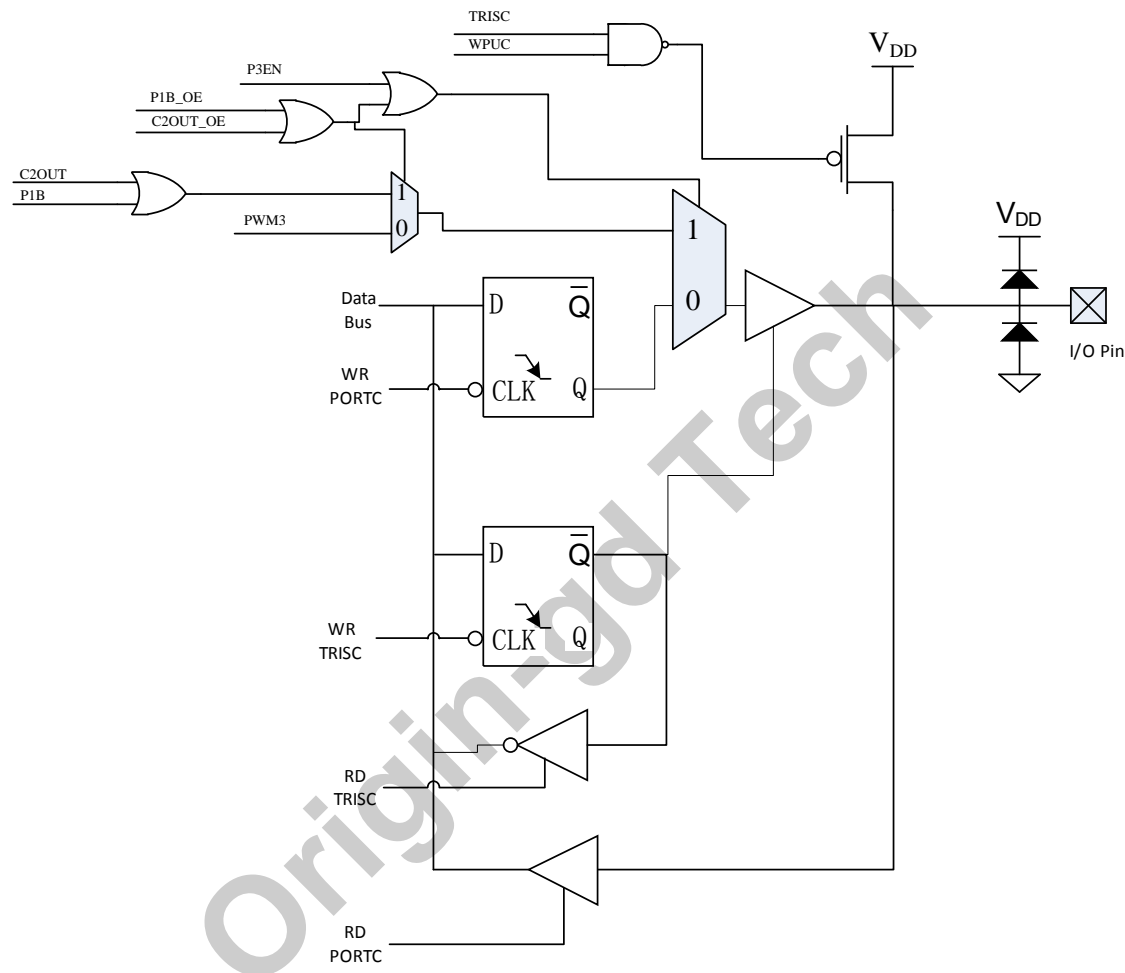 TRISC
WPUC
VDD
P3EN
P1B_OE
C2OUT_OE
C2OUT
P1B
1
0
PWM3
VDD
1
0
Data
Bus
D
Q̅
I/O Pin
WR
PORTC
CLK
Q
D
Q̅
WR
TRISC
CLK
Q
RD
TRISC
RD
PORTC
Origin-gd Tech